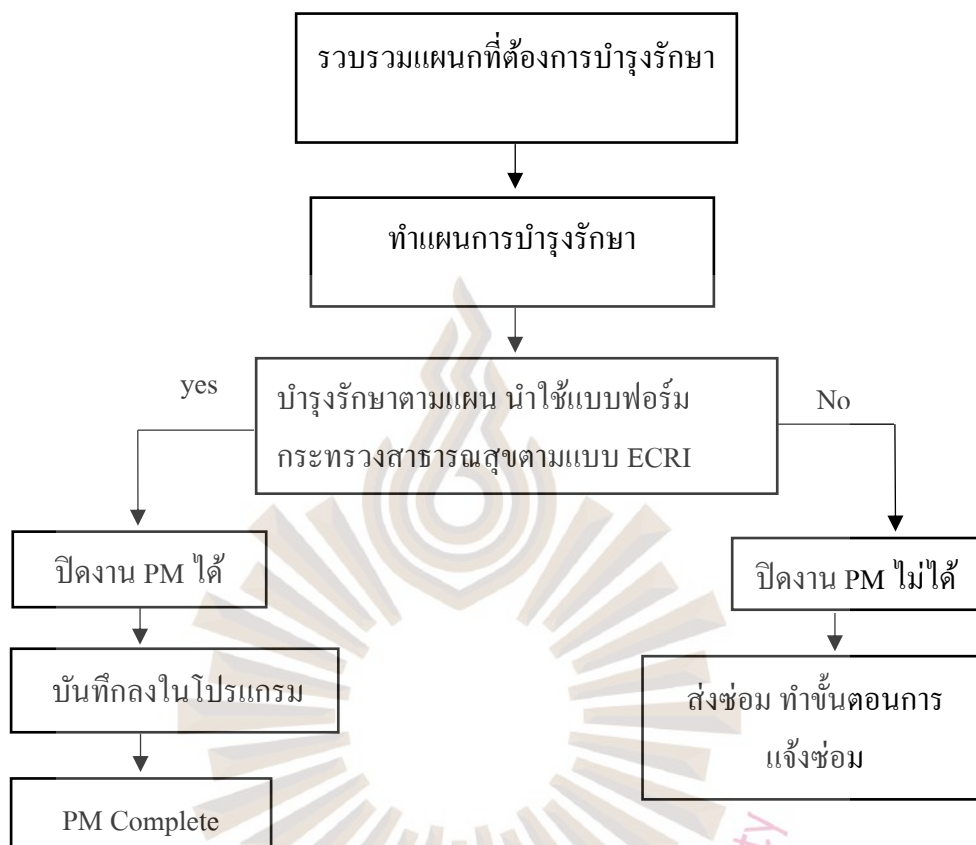 รวบรวมแผนกที่ต้องการบำรุงรักษา
ทำแผนการบำรุงรักษา
yes
บำรุงรักษาตามแผน นำใช้แบบฟอร์ม
กระทรวงสาธารณสุขตามแบบ ECRI
No
ปิดงาน PM ได้
ปิดงาน PM ไม่ได้
บันทึกลงในโปรแกรม
ส่งซ่อม ทำขั้นตอนการ
แจ้งซ่อม
PM Complete